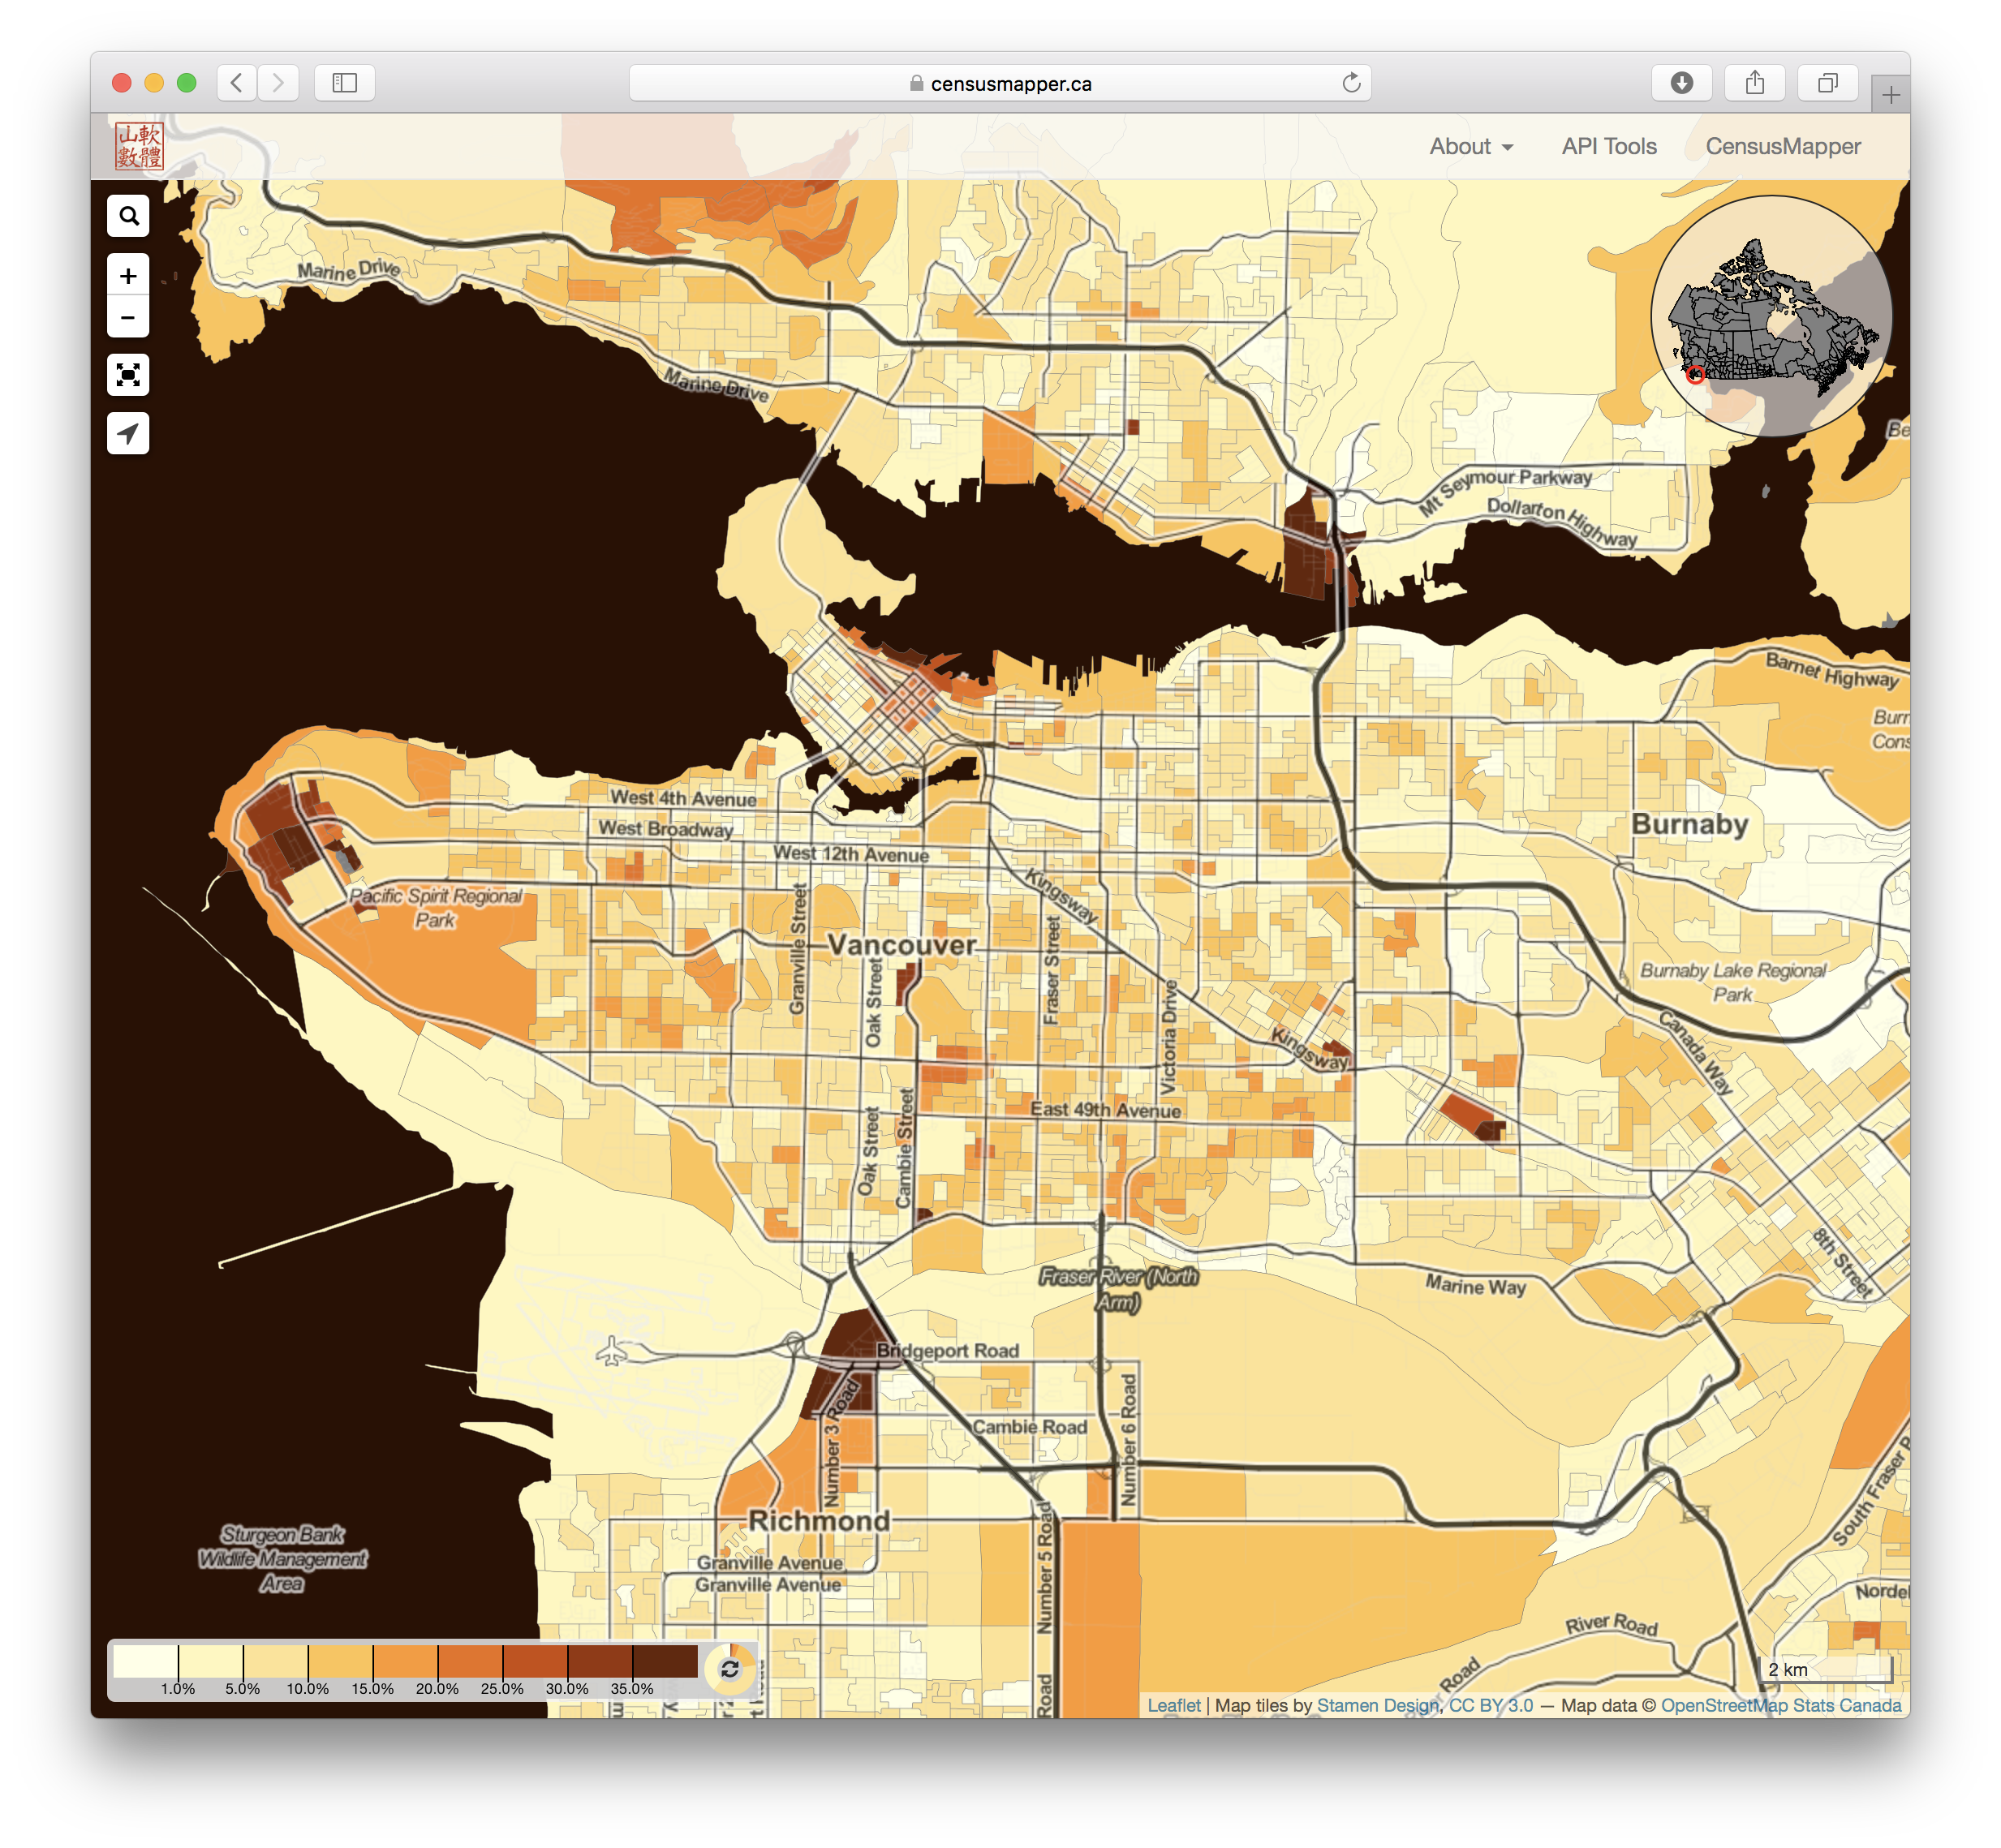 censusmapper.ca
山軟
數體
About
API Tools
CensusMapper
Marine Drive
Marine Drive
Mt Seymour Parkway
Dollarton Highway
Be
Barnet Highway
Burn
Cons
West 4th Avenue
West Broadway
West 12th Avenue
Burnaby
Kingsway
Pacific Spirit Regional
Park
Granville Street
Vancouver
Oak Street
Fraser Street
Victoria Drive
Burnaby Lake Regional
Park
Kingsway
Canada Way
East 49th Avenue
Oak Street
Cambie Street
8th Street
Fraser River (North
Arm)
Marine Way
Bridgeport Road
Number 3 Road
Cambie Road
Number 6 Road
South Fraser P
Richmond
Number 5 Road
Sturgeon Bank
Wildlife Management
Area
Granville Avenue
Granville Avenue
Nordel
River Road
Road
Road
2 km
1.0%
5.0%
10.0%
15.0%
20.0%
25.0%
30.0%
35.0%
Leaflet | Map tiles by Stamen Design, CC BY 3.0 — Map data © OpenStreetMap Stats Canada